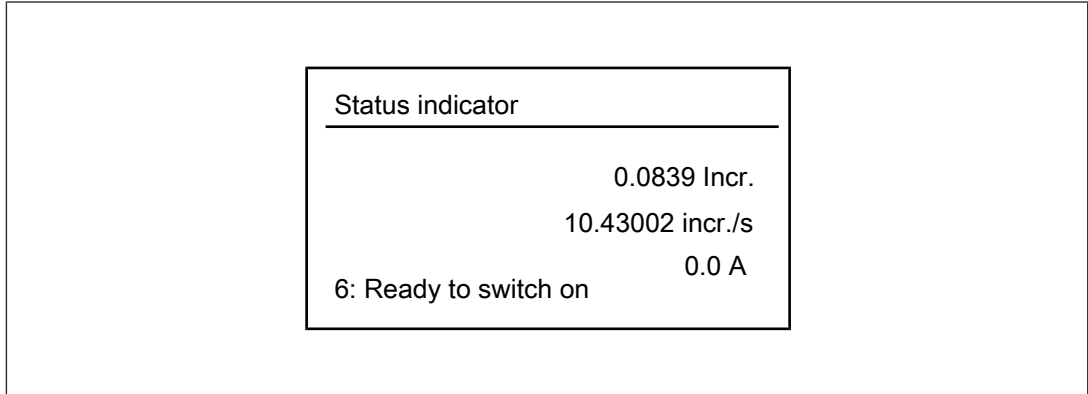 Status indicator
0.0839 Incr.
10.43002 incr./s
0.0 A
6: Ready to switch on